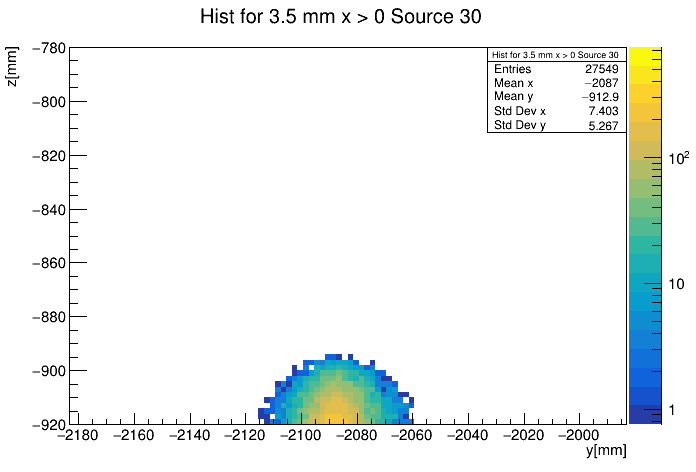 Hist for 3.5 mm x > 0 Source 30
z[mm]
−780
−800
−820
−840
−860
−880
−900
−920
Hist for 3.5 mm x > 0 Source 30
Entries 27549
Mean x −2087
Mean y −912.9
Std Dev x 7.403
Std Dev y 5.267
10²
10
1
−2180 −2160 −2140 −2120 −2100 −2080 −2060 −2040 −2020 −2000
y[mm]